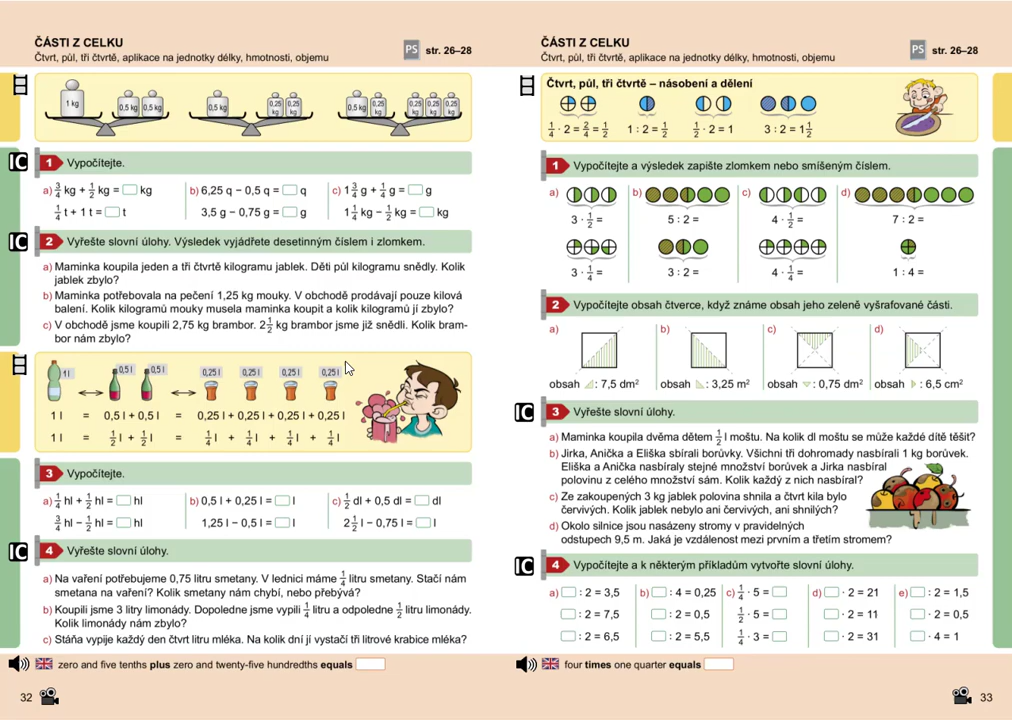 ČÁSTI Z CELKU
Čtvrt, půl, tři čtvrtě, aplikace na jednotky délky, hmotnosti, objemu
PS str. 26–28
1 kg 0,5 kg 0,5 kg 0,5 kg 0,25 kg 0,25 kg 0,5 kg 0,25 kg 0,25 kg 0,25 kg 0,25 kg
IC 1 Vypočítejte.
a) 3/4 kg + 1/2 kg = kg b) 6,25 q − 0,5 q = q c) 1 3/4 g + 1/4 g = g
1/4 t + 1 t = t 3,5 g − 0,75 g = g 1 1/4 kg − 1/2 kg = kg
IC 2 Vyřešte slovní úlohy. Výsledek vyjádřete desetinným číslem i zlomkem.
a) Maminka koupila jeden a tři čtvrtě kilogramu jablek. Děti půl kilogramu snědly. Kolik
jablek zbylo?
b) Maminka potřebovala na pečení 1,25 kg mouky. V obchodě prodávají pouze kilová
balení. Kolik kilogramů mouky musela maminka koupit a kolik kilogramů jí zbylo?
c) V obchodě jsme koupili 2,75 kg brambor. 2 1/2 kg brambor jsme již snědli. Kolik bram-
bor nám zbylo?
1 l 0,5 l 0,5 l 0,25 l 0,25 l 0,25 l 0,25 l
1 l = 0,5 l + 0,5 l = 0,25 l + 0,25 l + 0,25 l + 0,25 l
1 l = 1/2 l + 1/2 l = 1/4 l + 1/4 l + 1/4 l + 1/4 l
3 Vypočítejte.
a) 1/4 hl + 1/2 hl = hl b) 0,5 l + 0,25 l = l c) 1/2 dl + 0,5 dl = dl
3/4 hl − 1/2 hl = hl 1,25 l − 0,5 l = l 2 1/2 l − 0,75 l = l
IC 4 Vyřešte slovní úlohy.
a) Na vaření potřebujeme 0,75 litru smetany. V lednici máme 1/4 litru smetany. Stačí nám
smetana na vaření? Kolik smetany nám chybí, nebo přebývá?
b) Koupili jsme 3 litry limonády. Dopoledne jsme vypili 1/4 litru a odpoledne 1/2 litru limonády.
Kolik limonády nám zbylo?
c) Stáňa vypije každý den čtvrt litru mléka. Na kolik dní jí vystačí tři litrové krabice mléka?
zero and five tenths plus zero and twenty-five hundredths equals
32
ČÁSTI Z CELKU
Čtvrt, půl, tři čtvrtě, aplikace na jednotky délky, hmotnosti, objemu
PS str. 26–28
Čtvrt, půl, tři čtvrtě – násobení a dělení
1/4 · 2 = 2/4 = 1/2 1 : 2 = 1/2 1/2 · 2 = 1 3 : 2 = 1 1/2
1 Vypočítejte a výsledek zapište zlomkem nebo smíšeným číslem.
a) b) c) d)
3 · 1/2 = 5 : 2 = 4 · 1/2 = 7 : 2 =
3 · 1/4 = 3 : 2 = 4 · 1/4 = 1 : 4 =
2 Vypočítejte obsah čtverce, když známe obsah jeho zeleně vyšrafované části.
a) b) c) d)
obsah : 7,5 dm² obsah : 3,25 m² obsah : 0,75 dm² obsah : 6,5 cm²
IC 3 Vyřešte slovní úlohy.
a) Maminka koupila dvěma dětem 1/2 l moštu. Na kolik dl moštu se může každé dítě těšit?
b) Jirka, Anička a Eliška sbírali borůvky. Všichni tři dohromady nasbírali 1 kg borůvek.
Eliška a Anička nasbíraly stejné množství borůvek a Jirka nasbíral
polovinu z celého množství sám. Kolik každý z nich nasbíral?
c) Ze zakoupených 3 kg jablek polovina shnila a čtvrt kila bylo
červivých. Kolik jablek nebylo ani červivých, ani shnilých?
d) Okolo silnice jsou nasázeny stromy v pravidelných
odstupech 9,5 m. Jaká je vzdálenost mezi prvním a třetím stromem?
IC 4 Vypočítejte a k některým příkladům vytvořte slovní úlohy.
a) : 2 = 3,5 b) : 4 = 0,25 c) 1/4 · 5 = d) · 2 = 21 e) : 2 = 1,5
: 2 = 7,5 : 2 = 0,5 1/2 · 5 = · 2 = 11 · 2 = 0,5
: 2 = 6,5 : 2 = 5,5 1/4 · 3 = · 2 = 31 · 4 = 1
four times one quarter equals
33